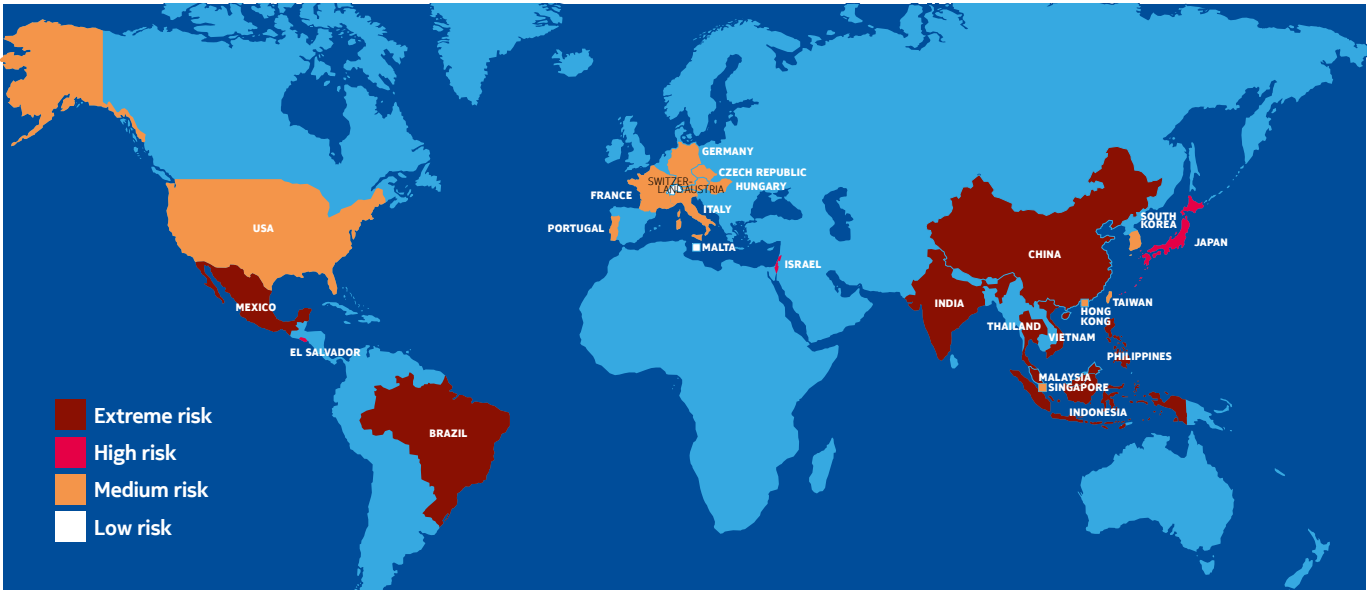 GERMANY
CZECH REPUBLIC
SWITZER-
LAND
AUSTRIA
HUNGARY
FRANCE
ITALY
PORTUGAL
MALTA
ISRAEL
USA
MEXICO
EL SALVADOR
BRAZIL
SOUTH
KOREA
JAPAN
CHINA
INDIA
TAIWAN
HONG
KONG
THAILAND
VIETNAM
PHILIPPINES
MALAYSIA
SINGAPORE
INDONESIA
Extreme risk
High risk
Medium risk
Low risk